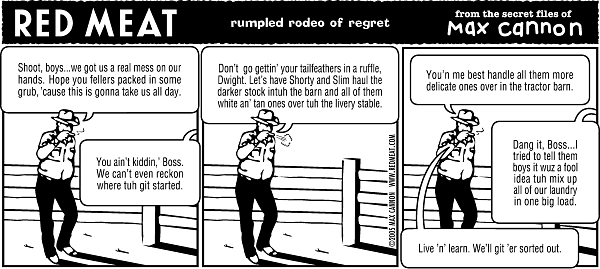 RED MEAT
rumpled rodeo of regret
from the secret files of
max cannon
Shoot, boys...we got us a real mess on our
hands. Hope you fellers packed in some
grub, 'cause this is gonna take us all day.
You ain't kiddin,' Boss.
We can't even reckon
where tuh git started.
Don't go gettin' your tailfeathers in a ruffle,
Dwight. Let's have Shorty and Slim haul the
darker stock intuh the barn and all of them
white an' tan ones over tuh the livery stable.
©2005 MAX CANNON WWW.REDMEAT.COM
You'n me best handle all them more
delicate ones over in the tractor barn.
Dang it, Boss...I
tried to tell them
boys it wuz a fool
idea tuh mix up
all of our laundry
in one big load.
Live 'n' learn. We'll git 'er sorted out.